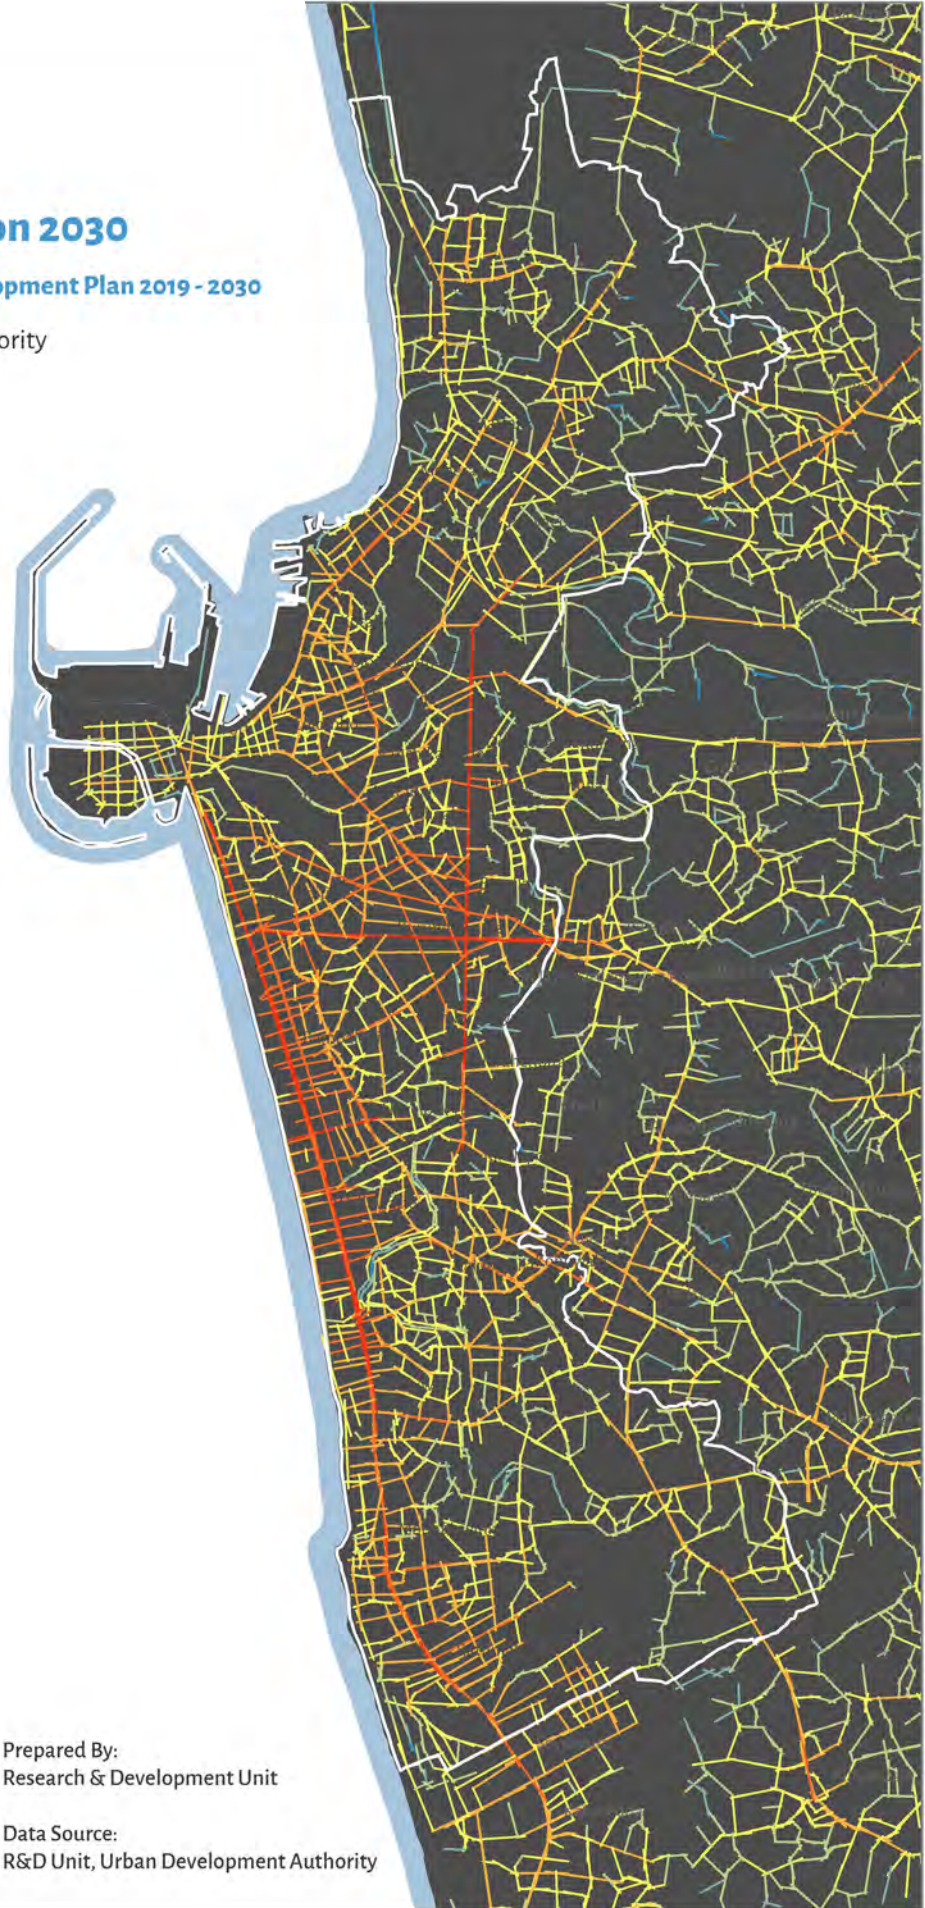 on 2030
opment Plan 2019 - 2030
ority
Prepared By:
Research & Development Unit
Data Source:
R&D Unit, Urban Development Authority